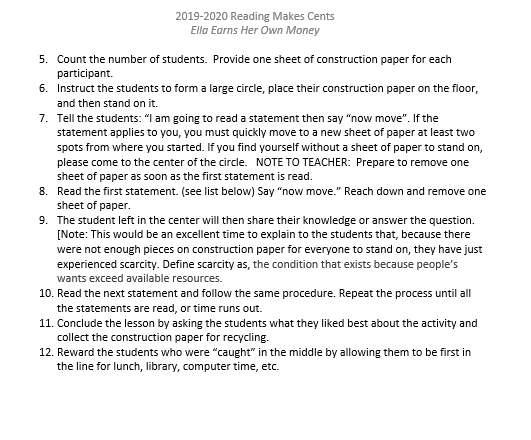 2019-2020 Reading Makes Cents
Ella Earns Her Own Money
5. Count the number of students. Provide one sheet of construction paper for each
participant.
6. Instruct the students to form a large circle, place their construction paper on the floor,
and then stand on it.
7. Tell the students: “I am going to read a statement then say “now move”. If the
statement applies to you, you must quickly move to a new sheet of paper at least two
spots from where you started. If you find yourself without a sheet of paper to stand on,
please come to the center of the circle. NOTE TO TEACHER: Prepare to remove one
sheet of paper as soon as the first statement is read.
8. Read the first statement. (see list below) Say “now move.” Reach down and remove one
sheet of paper.
9. The student left in the center will then share their knowledge or answer the question.
[Note: This would be an excellent time to explain to the students that, because there
were not enough pieces on construction paper for everyone to stand on, they have just
experienced scarcity. Define scarcity as, the condition that exists because people’s
wants exceed available resources.
10. Read the next statement and follow the same procedure. Repeat the process until all
the statements are read, or time runs out.
11. Conclude the lesson by asking the students what they liked best about the activity and
collect the construction paper for recycling.
12. Reward the students who were “caught” in the middle by allowing them to be first in
the line for lunch, library, computer time, etc.